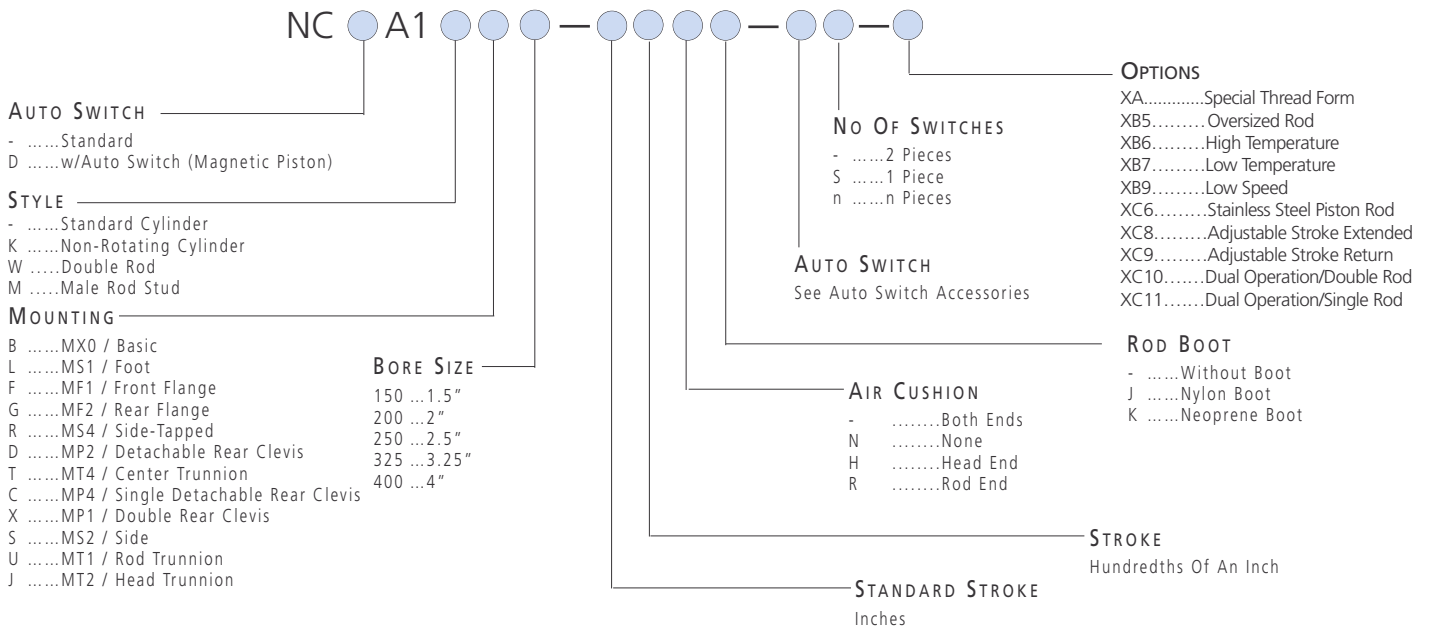 NC A1 — — —
AUTO SWITCH
- ……Standard
D ……w/Auto Switch (Magnetic Piston)
STYLE
- ……Standard Cylinder
K ……Non-Rotating Cylinder
W …..Double Rod
M …..Male Rod Stud
MOUNTING
B ……MX0 / Basic
L ……MS1 / Foot
F ……MF1 / Front Flange
G ……MF2 / Rear Flange
R ……MS4 / Side-Tapped
D ……MP2 / Detachable Rear Clevis
T ……MT4 / Center Trunnion
C ……MP4 / Single Detachable Rear Clevis
X ……MP1 / Double Rear Clevis
S ……MS2 / Side
U ……MT1 / Rod Trunnion
J ……MT2 / Head Trunnion
BORE SIZE
150 …1.5”
200 …2”
250 …2.5”
325 …3.25”
400 …4”
STANDARD STROKE
Inches
STROKE
Hundredths Of An Inch
AIR CUSHION
- ……..Both Ends
N ……..None
H ……..Head End
R ……..Rod End
ROD BOOT
- ……Without Boot
J ……Nylon Boot
K ……Neoprene Boot
AUTO SWITCH
See Auto Switch Accessories
NO OF SWITCHES
- ……2 Pieces
S ……1 Piece
n ……n Pieces
OPTIONS
XA.............Special Thread Form
XB5………Oversized Rod
XB6………High Temperature
XB7………Low Temperature
XB9………Low Speed
XC6………Stainless Steel Piston Rod
XC8………Adjustable Stroke Extended
XC9………Adjustable Stroke Return
XC10…….Dual Operation/Double Rod
XC11…….Dual Operation/Single Rod